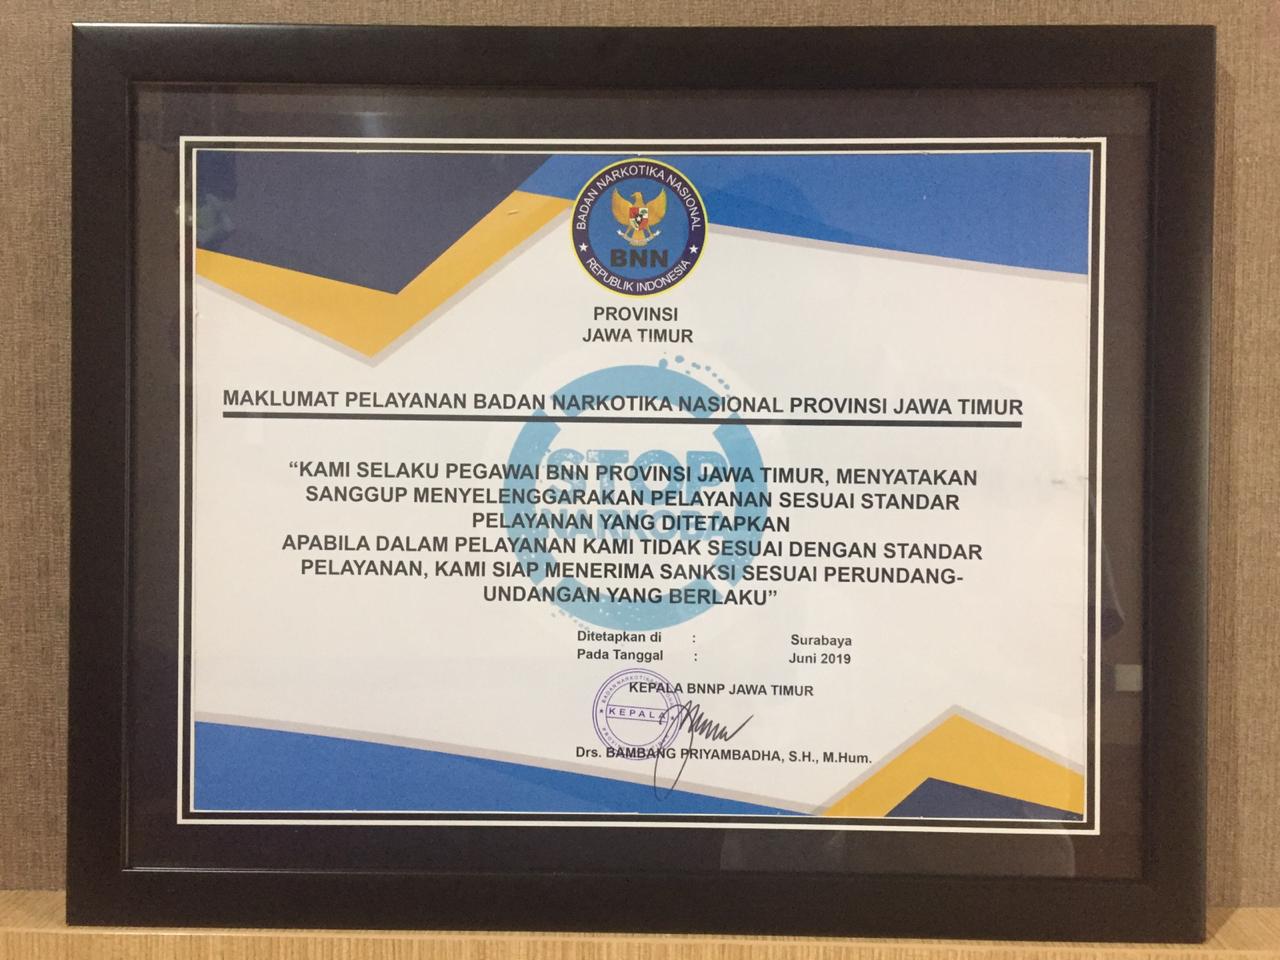 BADAN NARKOTIKA NASIONAL
BNN
REPUBLIK INDONESIA
PROVINSI
JAWA TIMUR
MAKLUMAT PELAYANAN BADAN NARKOTIKA NASIONAL PROVINSI JAWA TIMUR
STOP
NARKOBA
“KAMI SELAKU PEGAWAI BNN PROVINSI JAWA TIMUR, MENYATAKAN
SANGGUP MENYELENGGARAKAN PELAYANAN SESUAI STANDAR
PELAYANAN YANG DITETAPKAN
APABILA DALAM PELAYANAN KAMI TIDAK SESUAI DENGAN STANDAR
PELAYANAN, KAMI SIAP MENERIMA SANKSI SESUAI PERUNDANG-
UNDANGAN YANG BERLAKU”
Ditetapkan di : Surabaya
Pada Tanggal : Juni 2019
KEPALA BNNP JAWA TIMUR
KEPALA
Drs. BAMBANG PRIYAMBADHA, S.H., M.Hum.